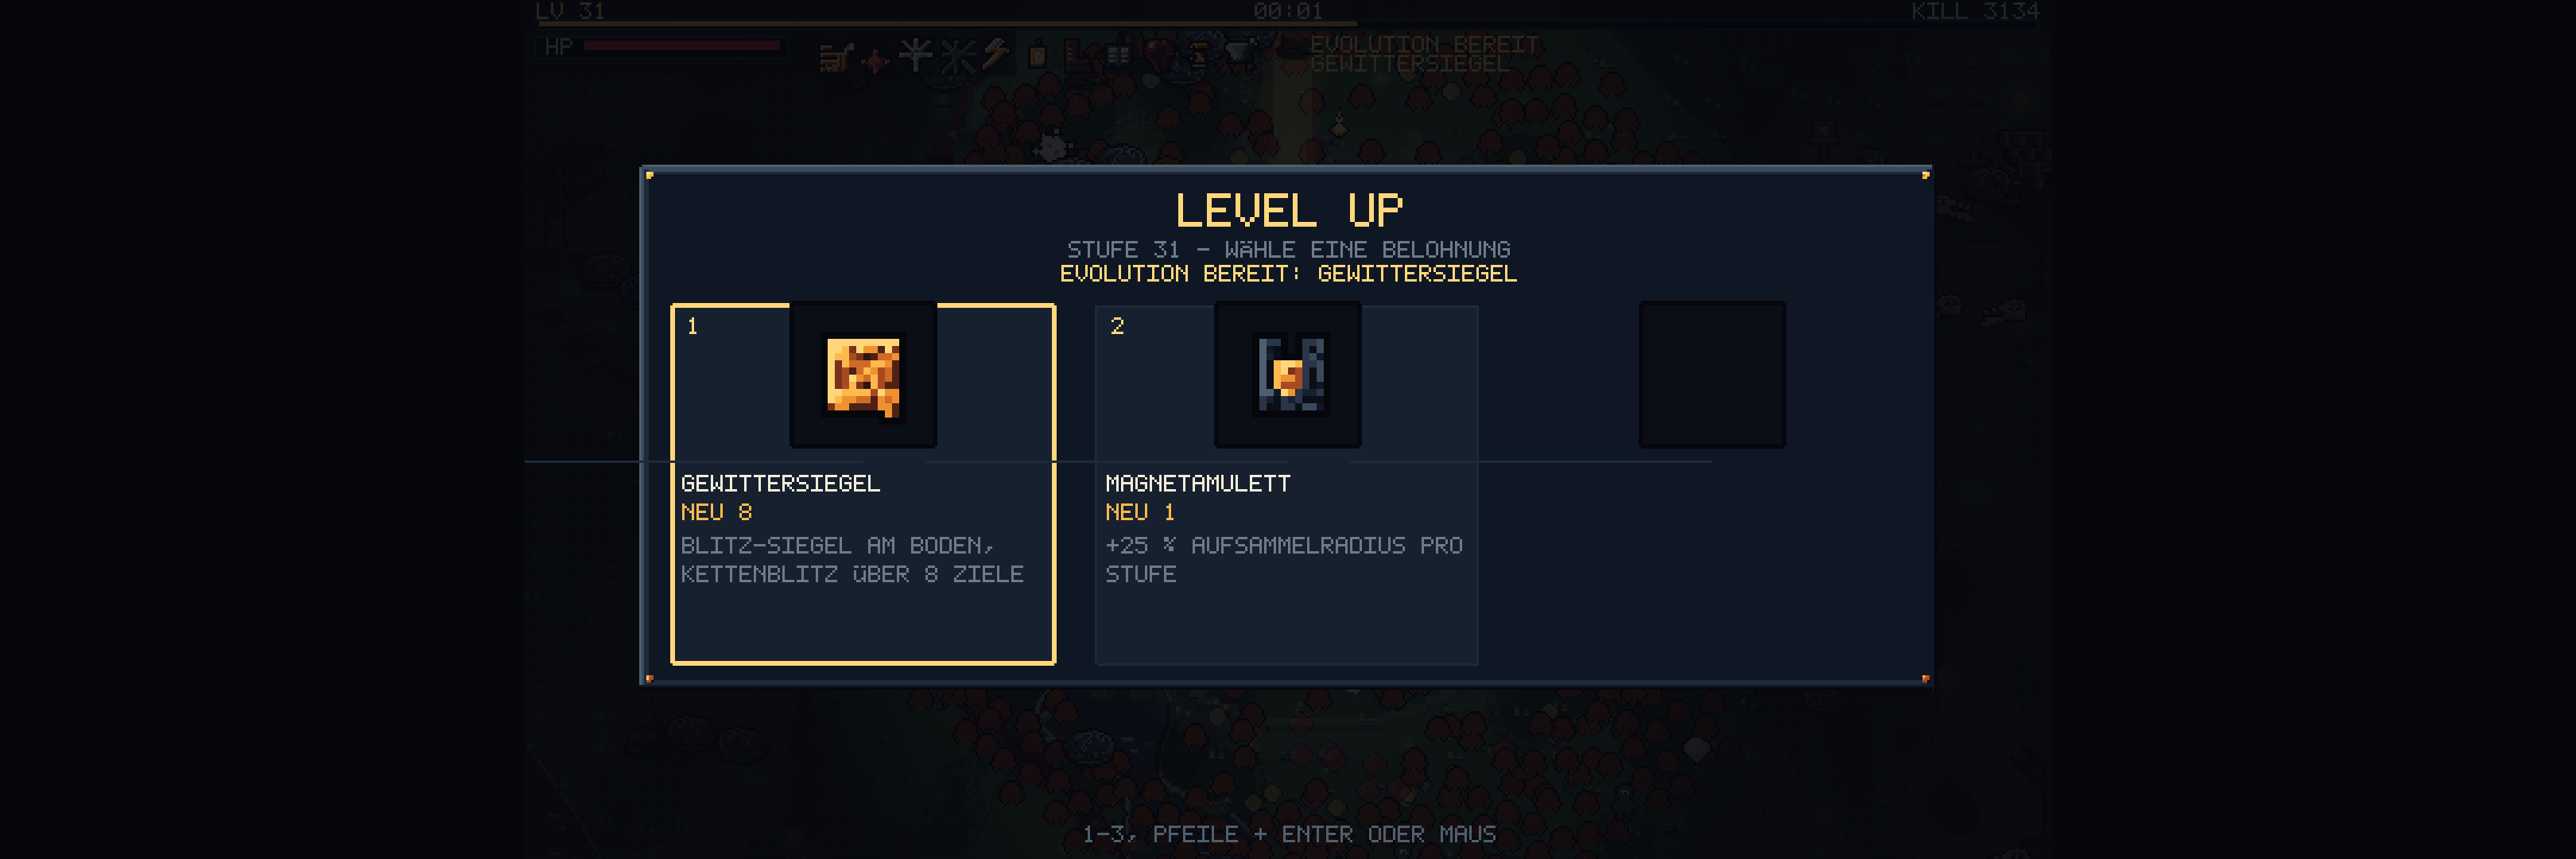 LV 31
00:01
KILL 3134
HP
EVOLUTION BEREIT
GEWITTERSIEGEL
LEVEL UP
STUFE 31 - WäHLE EINE BELOHNUNG
EVOLUTION BEREIT: GEWITTERSIEGEL
1
GEWITTERSIEGEL
NEU 8
BLITZ-SIEGEL AM BODEN,
KETTENBLITZ üBER 8 ZIELE
2
MAGNETAMULETT
NEU 1
+25 % AUFSAMMELRADIUS PRO
STUFE
1-3, PFEILE + ENTER ODER MAUS